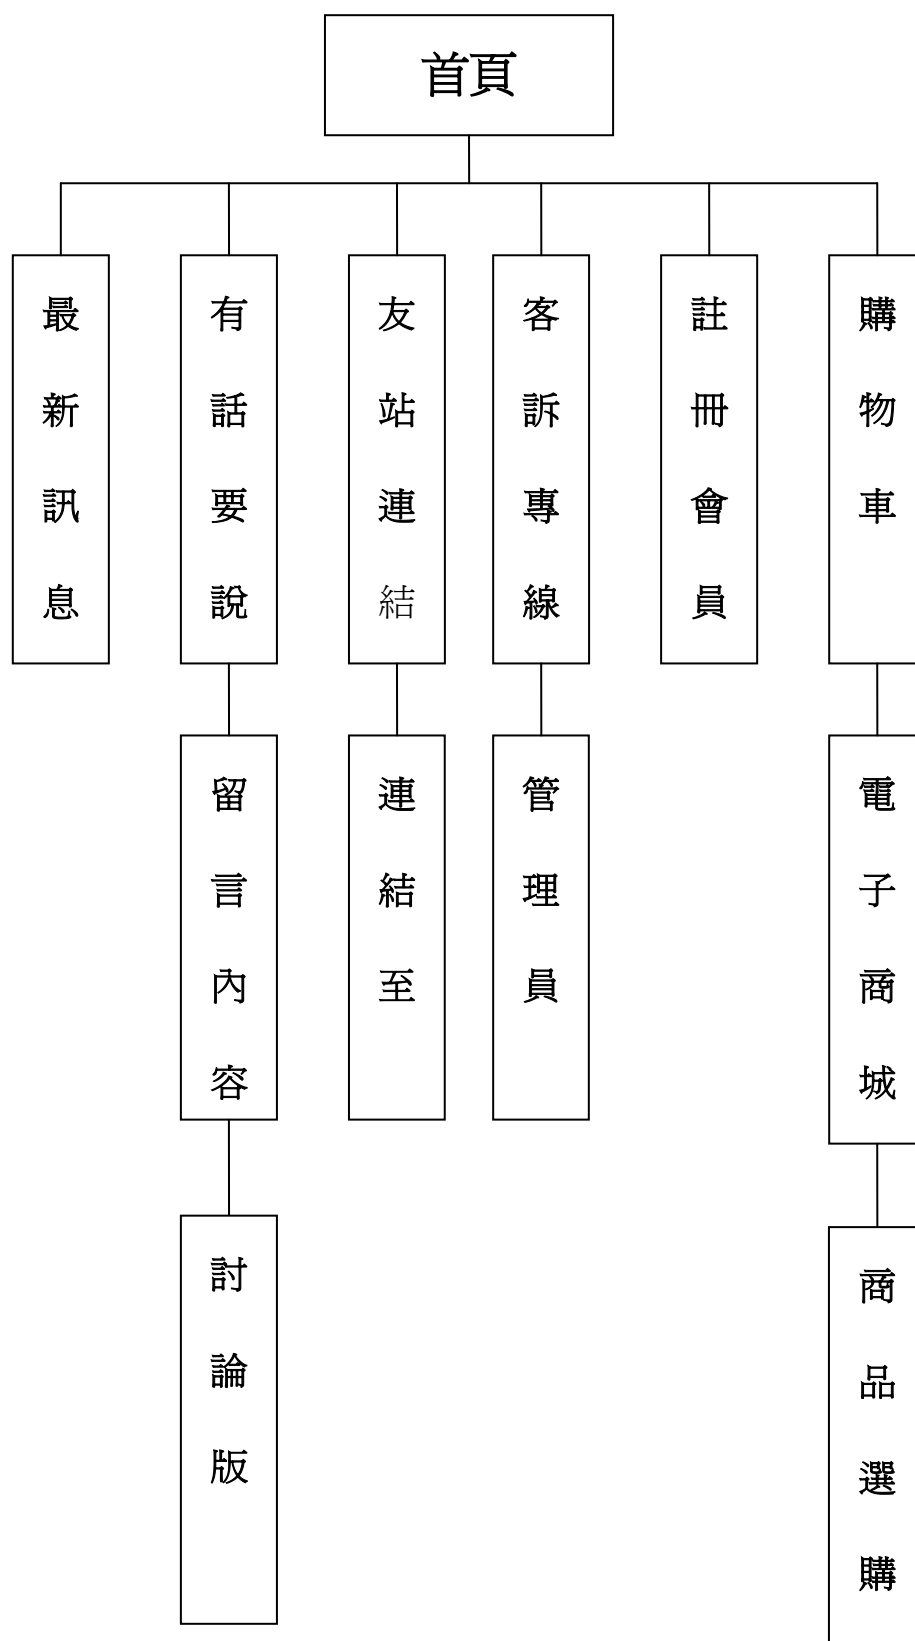 首頁
最新訊息
有話要說
友站連結
客訴專線
註冊會員
購物車
留言內容
連結至
管理員
電子商城
討論版
商品選購